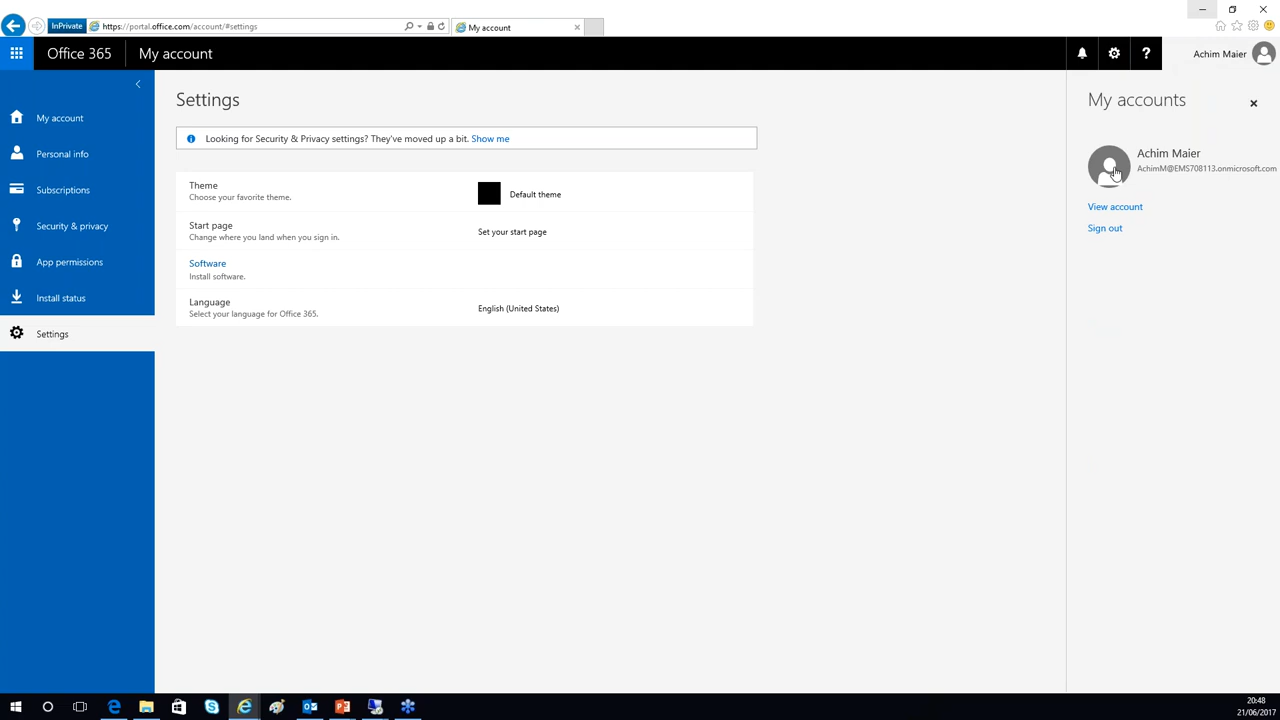 InPrivate
https://portal.office.com/account/#settings
My account
Office 365
My account
?
Achim Maier
My account
Personal info
Subscriptions
Security & privacy
App permissions
Install status
Settings
Settings
Looking for Security & Privacy settings? They've moved up a bit. Show me
Theme
Choose your favorite theme.
Default theme
Start page
Change where you land when you sign in.
Set your start page
Software
Install software.
Language
Select your language for Office 365.
English (United States)
My accounts
Achim Maier
AchimM@EMS708113.onmicrosoft.com
View account
Sign out
20:48
21/06/2017